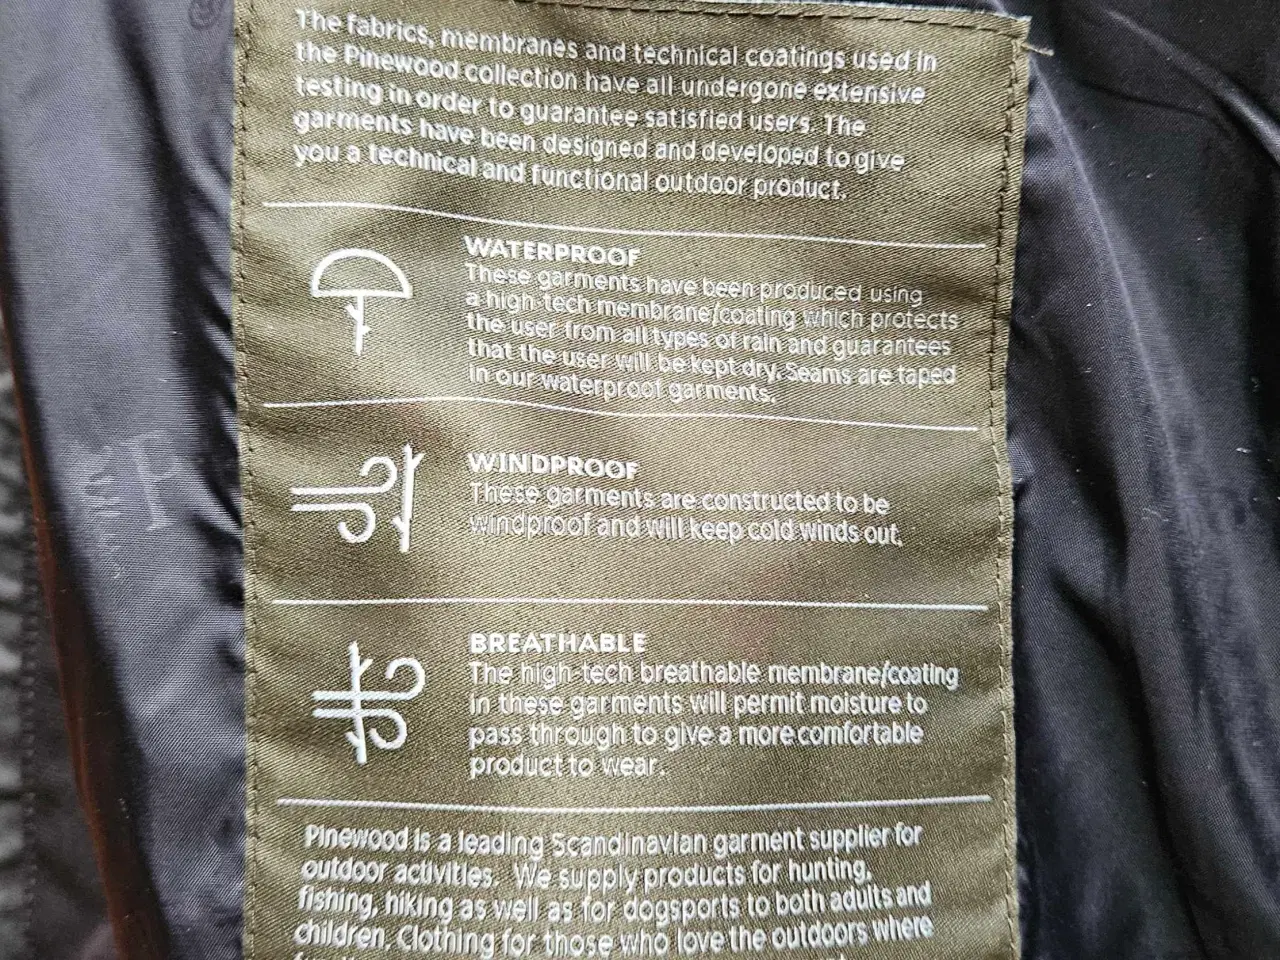 The fabrics, membranes and technical coatings used in
the Pinewood collection have all undergone extensive
testing in order to guarantee satisfied users. The
garments have been designed and developed to give
you a technical and functional outdoor product.
WATERPROOF
These garments have been produced using
a high-tech membrane/coating which protects
the user from all types of rain and guarantees
that the user will be kept dry. Seams are taped
in our waterproof garments.
WINDPROOF
These garments are constructed to be
windproof and will keep cold winds out.
BREATHABLE
The high-tech breathable membrane/coating
in these garments will permit moisture to
pass through to give a more comfortable
product to wear.
Pinewood is a leading Scandinavian garment supplier for
outdoor activities. We supply products for hunting,
fishing, hiking as well as for dogsports to both adults and
children. Clothing for those who love the outdoors where